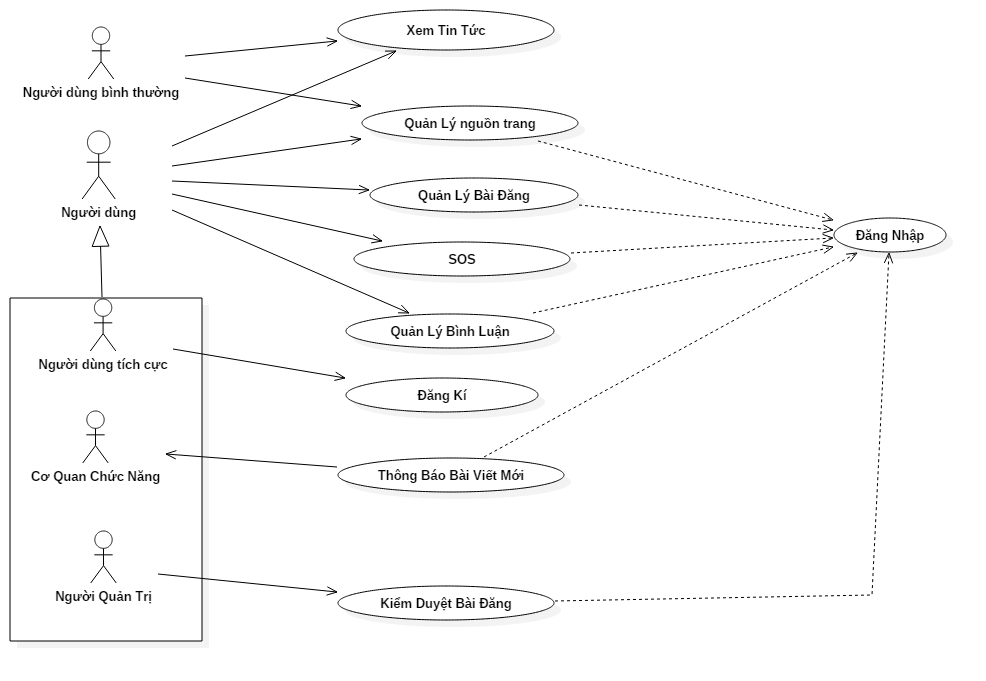 Xem Tin Tức
Người dùng bình thường
Quản Lý nguồn trang
Quản Lý Bài Đăng
Người dùng
Đăng Nhập
SOS
Quản Lý Bình Luận
Người dùng tích cực
Đăng Kí
Cơ Quan Chức Năng
Thông Báo Bài Viết Mới
Người Quản Trị
Kiểm Duyệt Bài Đăng